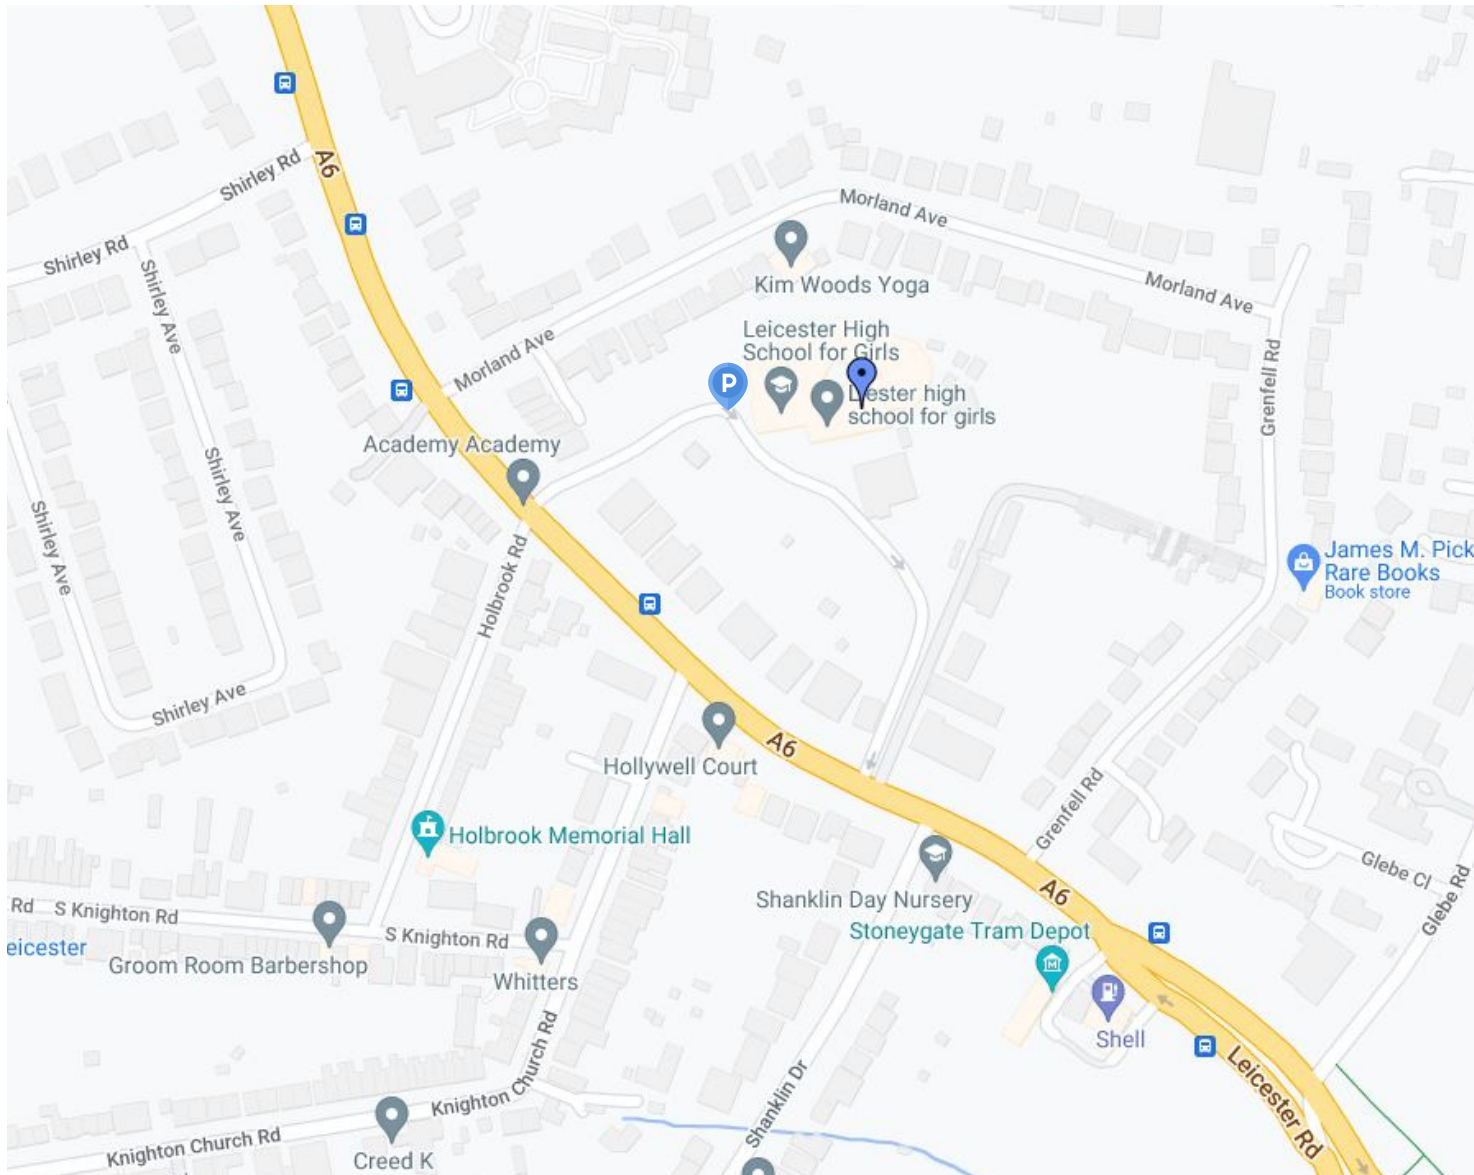 A6
Shirley Rd
Shirley Rd
Shirley Ave
Morland Ave
Kim Woods Yoga
Morland Ave
Leicester High
School for Girls
Morland Ave
P
ester high
school for girls
Grenfell Rd
Academy Academy
Shirley Ave
Shirley Ave
Holbrook Rd
James M. Pick
Rare Books
Book store
Shirley Ave
A6
Hollywell Court
Holbrook Memorial Hall
Grenfell Rd
Glebe Cl
Glebe Rd
Shanklin Day Nursery
A6
Rd
S Knighton Rd
S Knighton Rd
Stoneygate Tram Depot
eicester
Groom Room Barbershop
Whitters
M
Shell
Leicester Rd
Knighton Church Rd
Shanklin Dr
Knighton Church Rd
Creed K